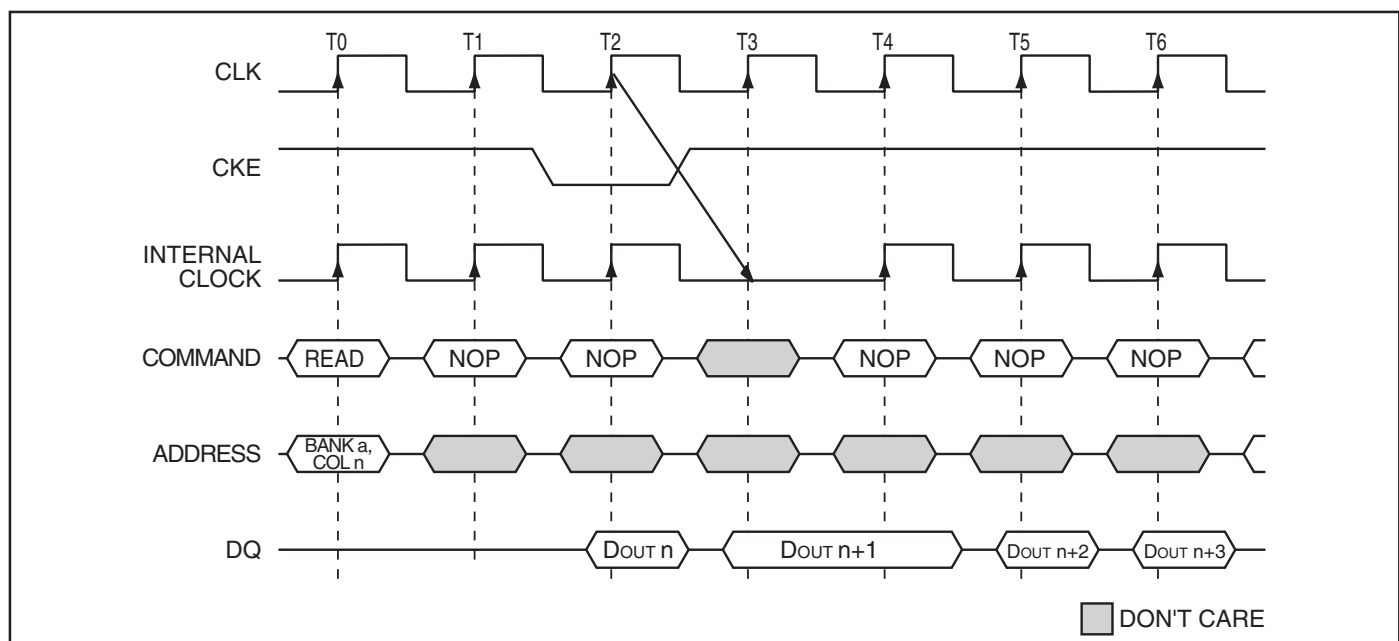 T0 T1 T2 T3 T4 T5 T6
CLK
CKE
INTERNAL
CLOCK
COMMAND READ NOP NOP NOP NOP NOP
ADDRESS BANK a,
COL n
DQ DOUT n DOUT n+1 DOUT n+2 DOUT n+3
DON'T CARE